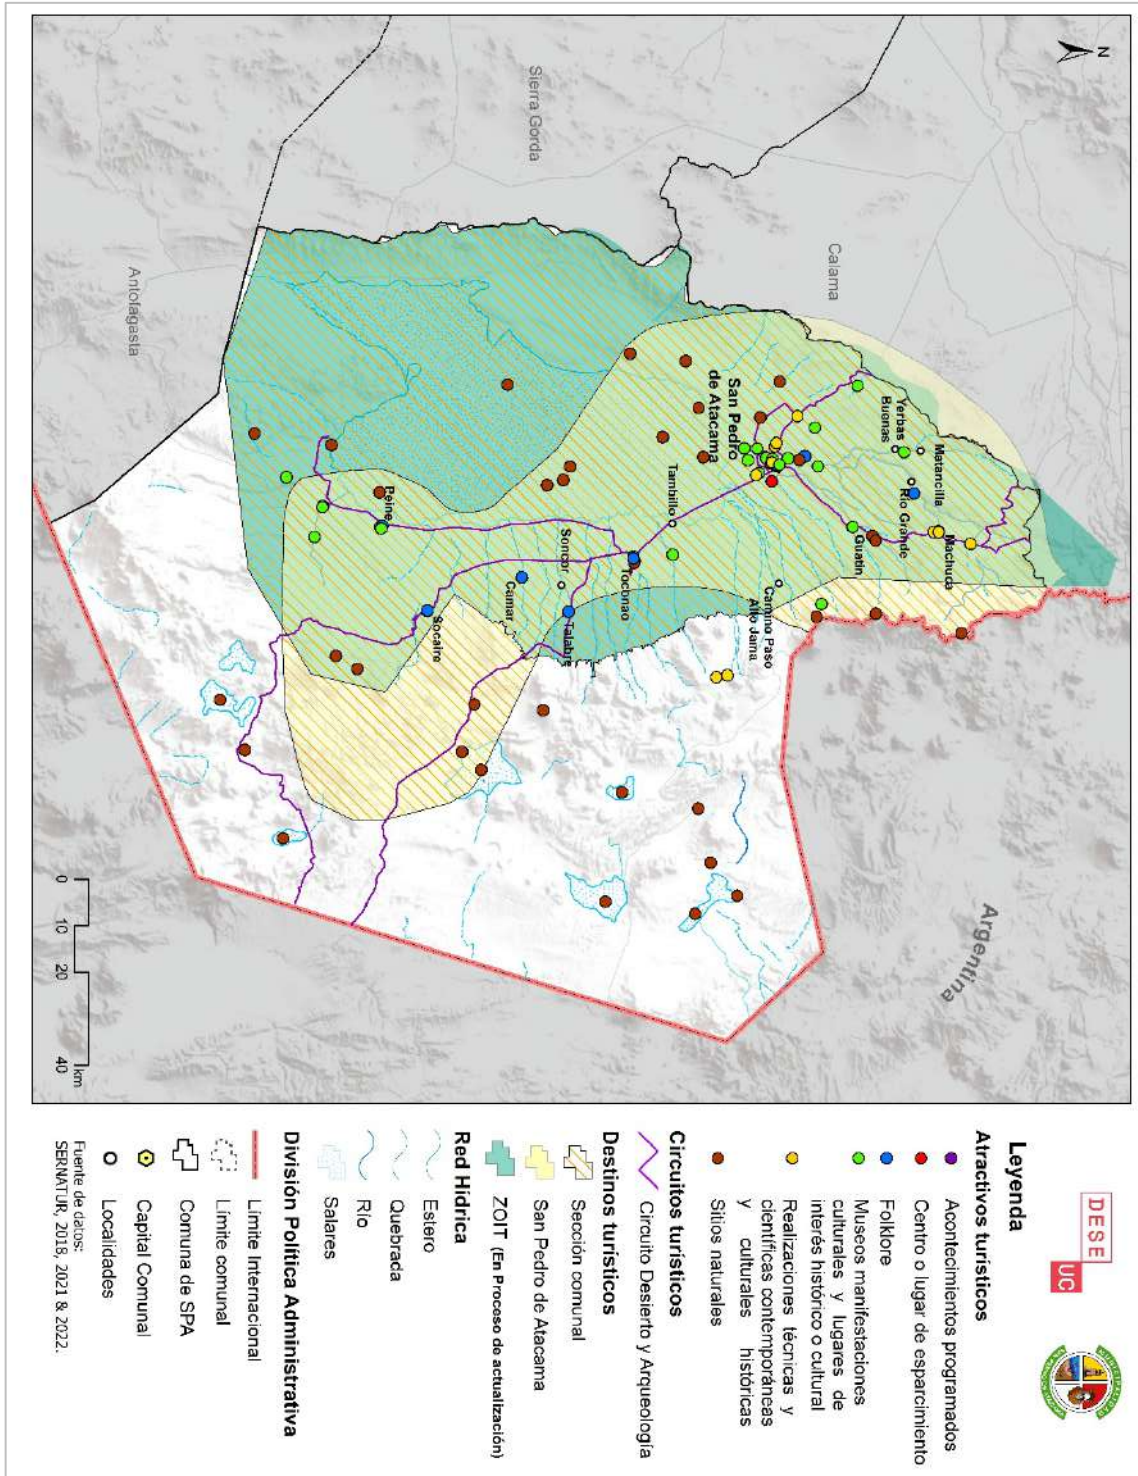 N
Sierra Gorda
Calama
Antofagasta
Argentina
San Pedro
de Atacama
Yerbas
Buenas
Matancilla
Río Grande
Machuca
Guatin
Camino Paso
Alto Jama
Tambillo
Toconao
Soncor
Talabre
Camar
Socaire
Peine
0
10
20
40
km
DESE
UC
Leyenda
Atractivos turísticos
Acontecimientos programados
Centro o lugar de esparcimiento
Folklore
Museos manifestaciones
culturales y lugares de
interés histórico o cultural
Realizaciones técnicas y
científicas contemporáneas
y culturales históricas
Sitios naturales
Circuitos turísticos
Circuito Desierto y Arqueología
Destinos turísticos
Sección comunal
San Pedro de Atacama
ZOIT (En Proceso de actualización)
Red Hídrica
Estero
Quebrada
Río
Salares
División Política Administrativa
Límite Internacional
Límite comunal
Comuna de SPA
Capital Comunal
Localidades
Fuente de datos:
SERNATUR, 2018, 2021 & 2022.